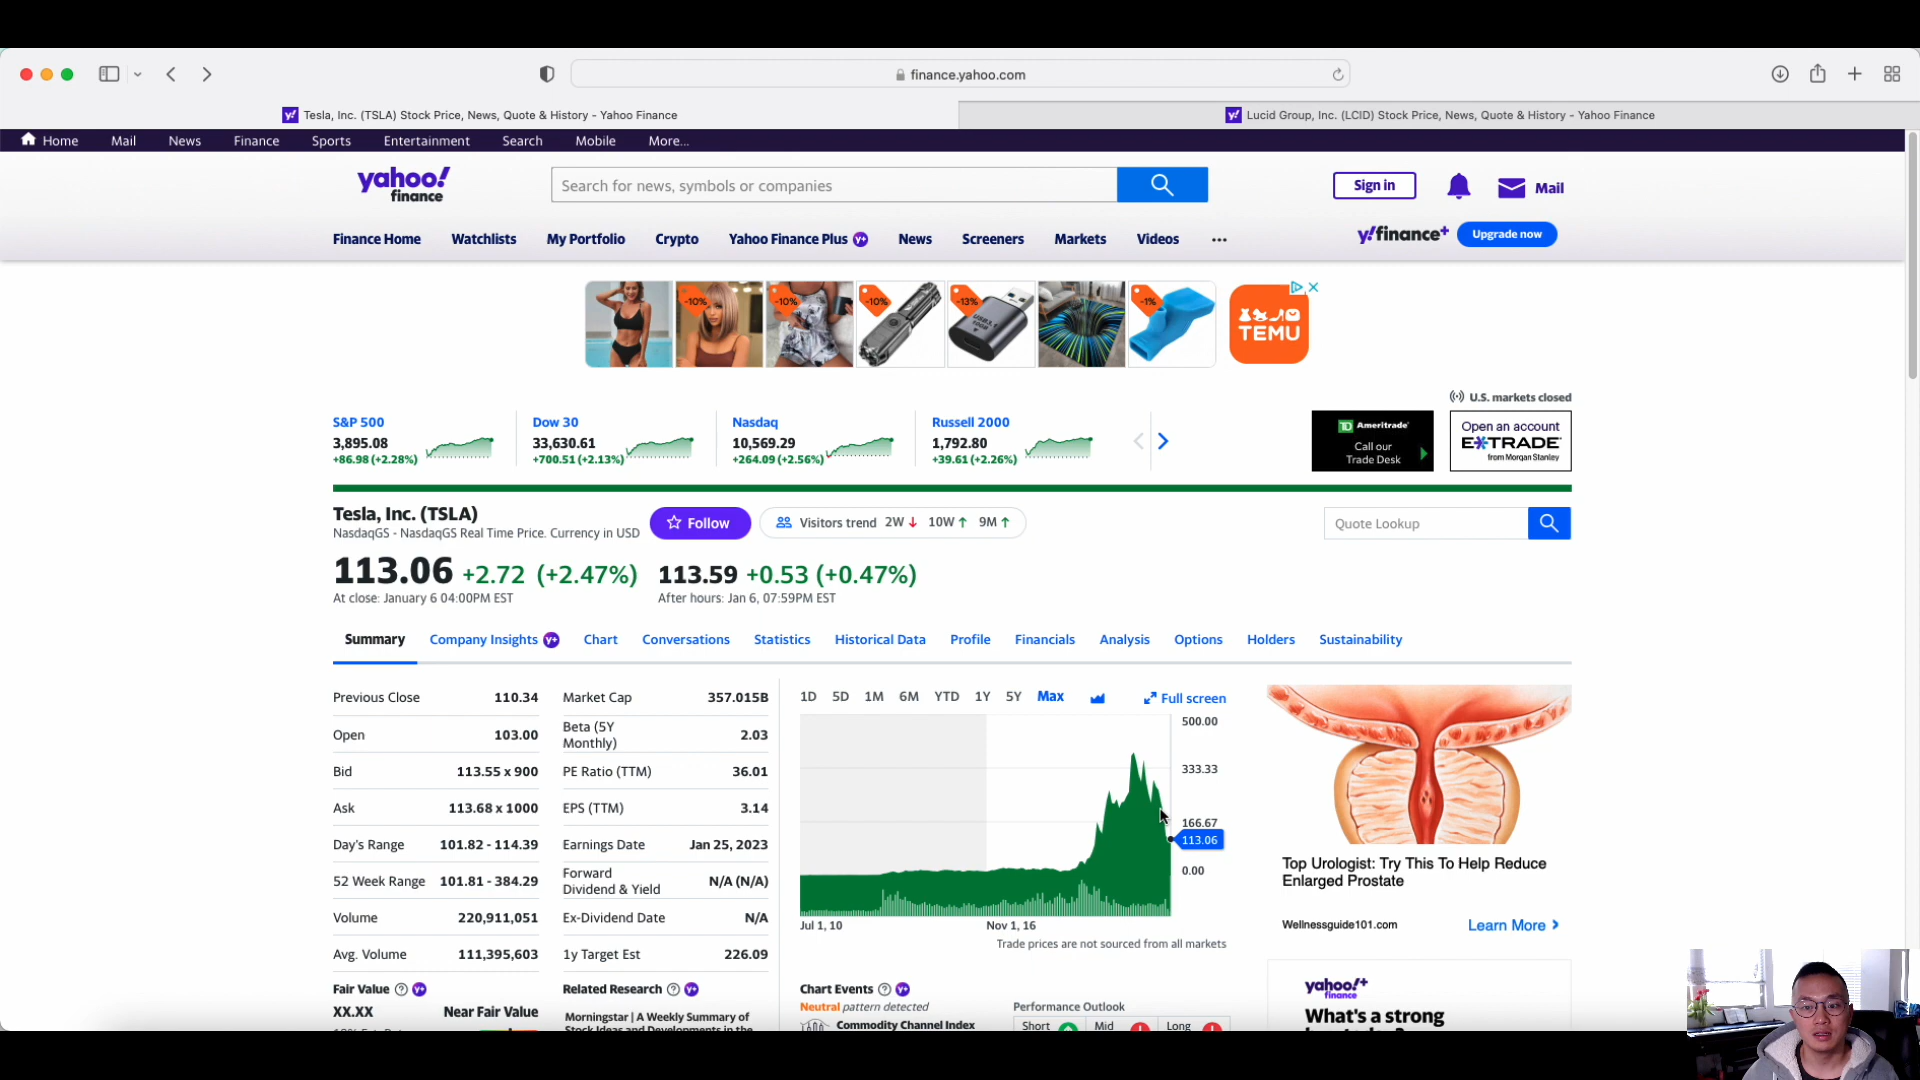 finance.yahoo.com
Tesla, Inc. (TSLA) Stock Price, News, Quote & History - Yahoo Finance
Lucid Group, Inc. (LCID) Stock Price, News, Quote & History - Yahoo Finance
Home Mail News Finance Sports Entertainment Search Mobile More...
yahoo!
finance
Search for news, symbols or companies
Sign in
Mail
Finance Home Watchlists My Portfolio Crypto Yahoo Finance Plus y+ News Screeners Markets Videos ...
y!finance+
Upgrade now
-10% -10% -10% -13% -1%
TEMU
U.S. markets closed
S&P 500
3,895.08
+86.98 (+2.28%)
Dow 30
33,630.61
+700.51 (+2.13%)
Nasdaq
10,569.29
+264.09 (+2.56%)
Russell 2000
1,792.80
+39.61 (+2.26%)
TD Ameritrade
Call our
Trade Desk
Open an account
E*TRADE
from Morgan Stanley
Tesla, Inc. (TSLA)
NasdaqGS - NasdaqGS Real Time Price. Currency in USD
Follow
Visitors trend 2W ↓ 10W ↑ 9M ↑
Quote Lookup
113.06 +2.72 (+2.47%)
At close: January 6 04:00PM EST
113.59 +0.53 (+0.47%)
After hours: Jan 6, 07:59PM EST
Summary Company Insights y+ Chart Conversations Statistics Historical Data Profile Financials Analysis Options Holders Sustainability
Previous Close 110.34
Open 103.00
Bid 113.55 x 900
Ask 113.68 x 1000
Day's Range 101.82 - 114.39
52 Week Range 101.81 - 384.29
Volume 220,911,051
Avg. Volume 111,395,603
Market Cap 357.015B
Beta (5Y
Monthly) 2.03
PE Ratio (TTM) 36.01
EPS (TTM) 3.14
Earnings Date Jan 25, 2023
Forward
Dividend & Yield N/A (N/A)
Ex-Dividend Date N/A
1y Target Est 226.09
1D 5D 1M 6M YTD 1Y 5Y Max
Full screen
500.00
333.33
166.67
113.06
0.00
Jul 1, 10 Nov 1, 16
Trade prices are not sourced from all markets
Top Urologist: Try This To Help Reduce
Enlarged Prostate
Wellnessguide101.com
Learn More >
Fair Value ? y+
XX.XX Near Fair Value
Related Research ? y+
Morningstar | A Weekly Summary of
Stock Ideas and Developments in the
Chart Events ? y+
Neutral pattern detected
Commodity Channel Index
Performance Outlook
Short Mid Long
yahoo!+
finance
What's a strong